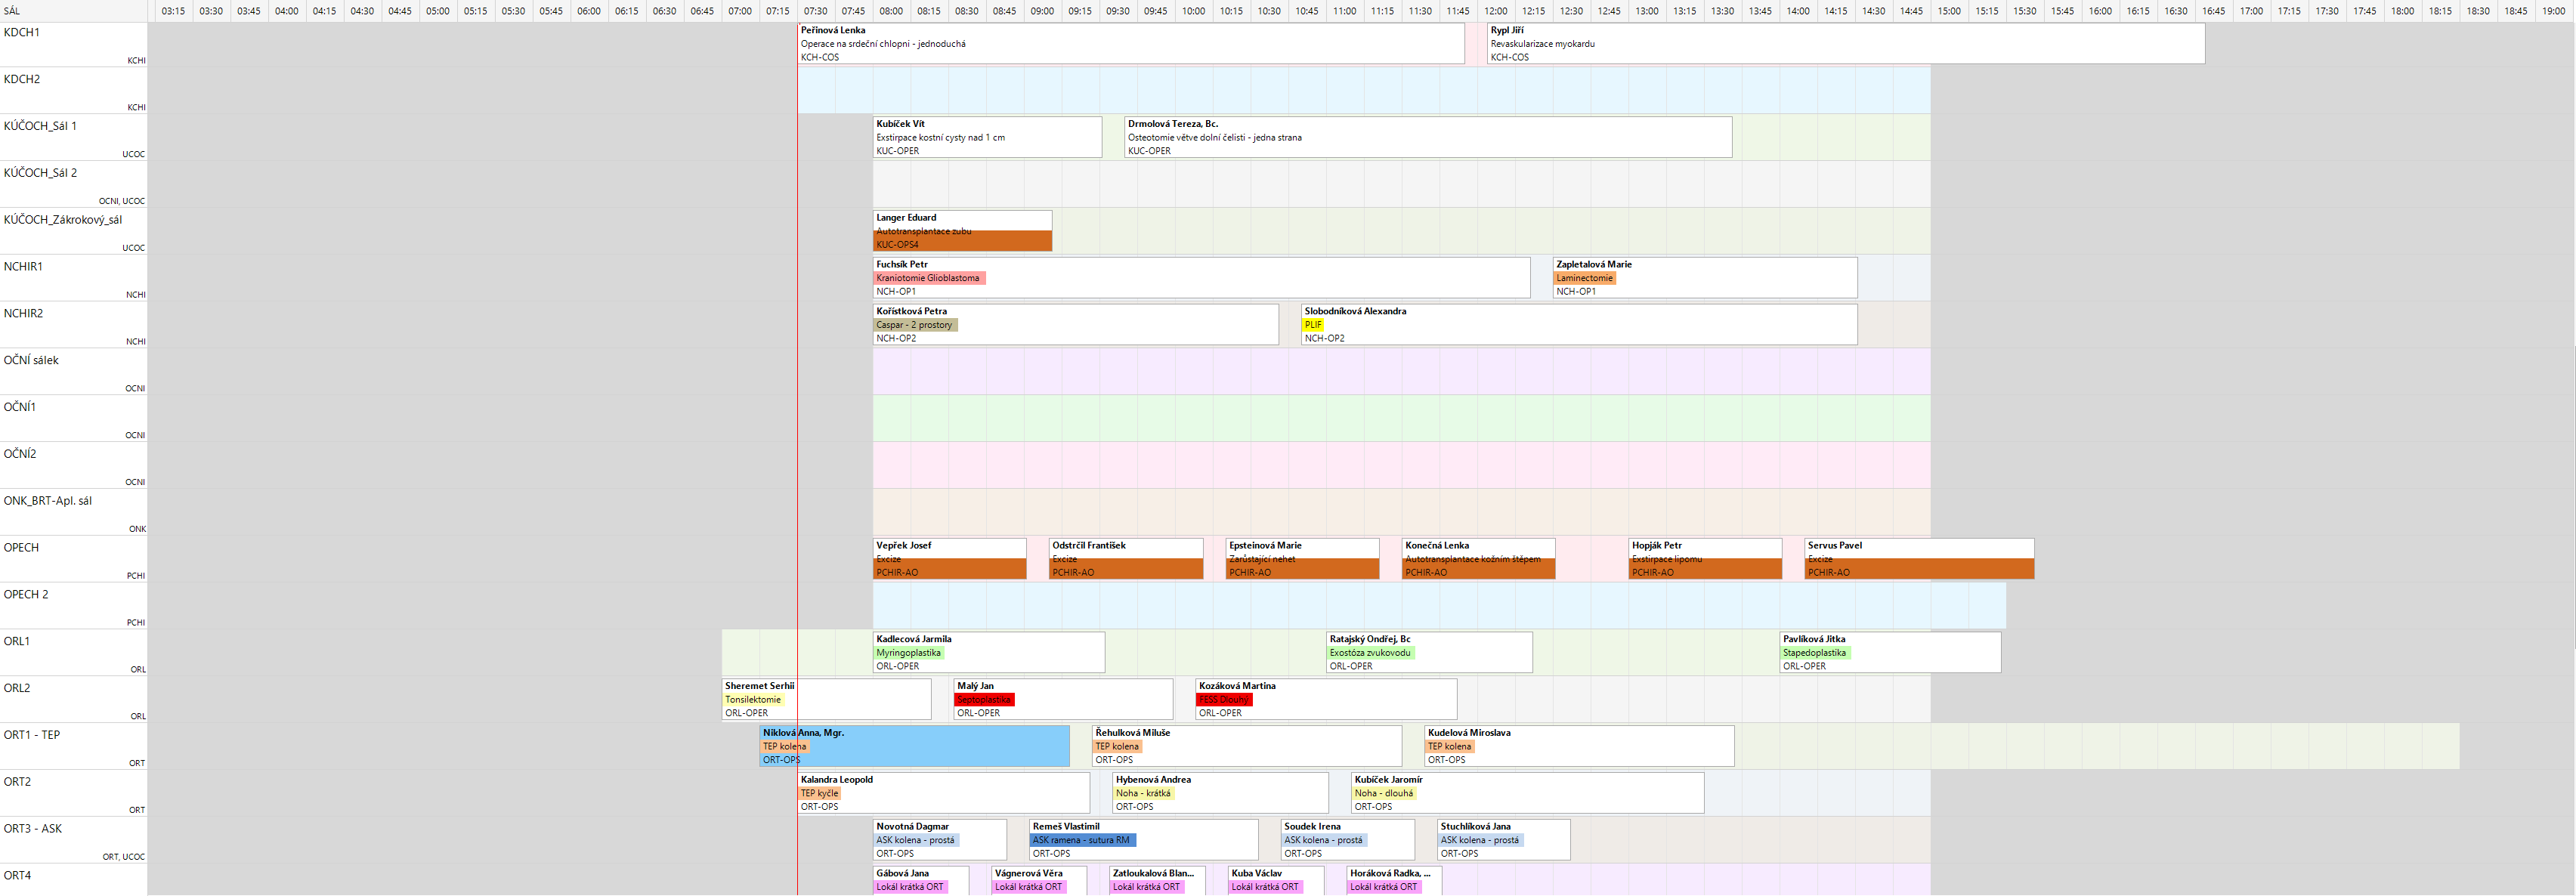 SÁL 03:15 03:30 03:45 04:00 04:15 04:30 04:45 05:00 05:15 05:30 05:45 06:00 06:15 06:30 06:45 07:00 07:15 07:30 07:45 08:00 08:15 08:30 08:45 09:00 09:15 09:30 09:45 10:00 10:15 10:30 10:45 11:00 11:15 11:30 11:45 12:00 12:15 12:30 12:45 13:00 13:15 13:30 13:45 14:00 14:15 14:30 14:45 15:00 15:15 15:30 15:45 16:00 16:15 16:30 16:45 17:00 17:15 17:30 17:45 18:00 18:15 18:30 18:45 19:00
KDCH1 Peřinová Lenka Rypl Jiří
Operace na srdeční chlopni - jednoduchá Revaskularizace myokardu
KCHI KCH-COS KCH-COS
KDCH2
KCHI
KÚČOCH_Sál 1 Kubíček Vít Drmolová Tereza, Bc.
Exstirpace kostní cysty nad 1 cm Osteotomie větve dolní čelisti - jedna strana
UCOC KUC-OPER KUC-OPER
KÚČOCH_Sál 2
OCNI, UCOC
KÚČOCH_Zákrokový_sál Langer Eduard
Autotransplantace zubu
UCOC KUC-OPS4
NCHIR1 Fuchsík Petr Zapletalová Marie
Kraniotomie Glioblastoma Laminectomie
NCHI NCH-OP1 NCH-OP1
NCHIR2 Kořístková Petra Slobodníková Alexandra
Caspar - 2 prostory PLIF
NCHI NCH-OP2 NCH-OP2
OČNÍ sálek
OCNI
OČNÍ1
OCNI
OČNÍ2
OCNI
ONK_BRT-Apl. sál
ONK
OPECH Vepřek Josef Odstrčil František Epsteinová Marie Konečná Lenka Hopják Petr Servus Pavel
Excize Excize Zarůstající nehet Autotransplantace kožním štěpem Exstirpace lipomu Excize
PCHI PCHIR-AO PCHIR-AO PCHIR-AO PCHIR-AO PCHIR-AO PCHIR-AO
OPECH 2
PCHI
ORL1 Kadlecová Jarmila Ratajský Ondřej, Bc Pavlíková Jitka
Myringoplastika Exostóza zvukovodu Stapedoplastika
ORL ORL-OPER ORL-OPER ORL-OPER
ORL2 Sheremet Serhii Malý Jan Kozáková Martina
Tonsilektomie Septoplastika FESS Dlouhý
ORL ORL-OPER ORL-OPER ORL-OPER
ORT1 - TEP Niklová Anna, Mgr. Řehulková Miluše Kudelová Miroslava
TEP kolena TEP kolena TEP kolena
ORT ORT-OPS ORT-OPS ORT-OPS
ORT2 Kalandra Leopold Hybenová Andrea Kubíček Jaromír
TEP kyčle Noha - krátká Noha - dlouhá
ORT ORT-OPS ORT-OPS ORT-OPS
ORT3 - ASK Novotná Dagmar Remeš Vlastimil Soudek Irena Stuchlíková Jana
ASK kolena - prostá ASK ramena - sutura RM ASK kolena - prostá ASK kolena - prostá
ORT, UCOC ORT-OPS ORT-OPS ORT-OPS ORT-OPS
ORT4 Gábová Jana Vágnerová Věra Zatloukalová Blan... Kuba Václav Horáková Radka, ...
Lokál krátká ORT Lokál krátká ORT Lokál krátká ORT Lokál krátká ORT Lokál krátká ORT